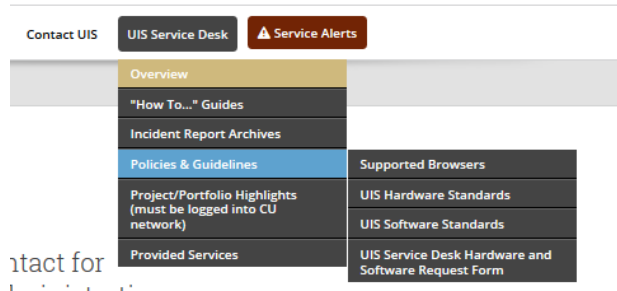 Contact UIS
UIS Service Desk
Service Alerts
Overview
"How To..." Guides
Incident Report Archives
Policies & Guidelines
Supported Browsers
Project/Portfolio Highlights
(must be logged into CU
network)
UIS Hardware Standards
UIS Software Standards
Provided Services
UIS Service Desk Hardware and
Software Request Form
for